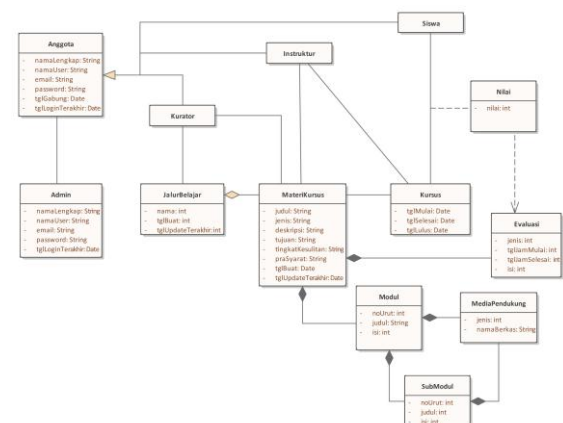 Siswa
Anggota
- namaLengkap: String
- namaUser: String
- email: String
- password: String
- tglGabung: Date
- tglLoginTerakhir: Date
Instruktur
Nilai
- nilai: int
Kurator
Admin
- namaLengkap: String
- namaUser: String
- email: String
- password: String
- tglLoginTerakhir: Date
JalurBelajar
- nama: int
- tglBuat: int
- tglUpdateTerakhir: int
MateriKursus
- judul: String
- jenis: String
- deskripsi: String
- tujuan: String
- tingkatKesulitan: String
- praSyarat: String
- tglBuat: Date
- tglUpdateTerakhir: Date
Kursus
- tglMulai: Date
- tglSelesai: Date
- tglLulus: Date
Evaluasi
- jenis: int
- tglJamMulai: int
- tglJamSelesai: int
- isi: int
Modul
- noUrut: int
- judul: String
- isi: int
MediaPendukung
- jenis: int
- namaBerkas: String
SubModul
- noUrut: int
- judul: int
- isi: int